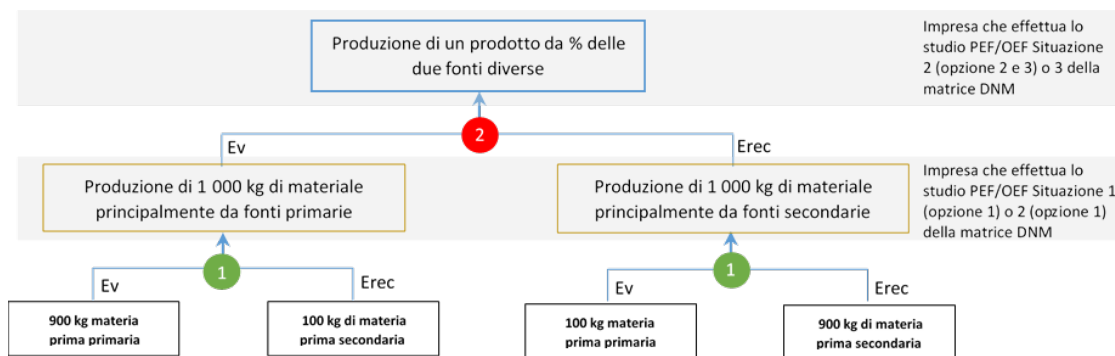 Produzione di un prodotto da % delle
due fonti diverse
Impresa che effettua lo
studio PEF/OEF Situazione
2 (opzione 2 e 3) o 3 della
matrice DNM
2
Ev
Erec
Produzione di 1 000 kg di materiale
principalmente da fonti primarie
Produzione di 1 000 kg di materiale
principalmente da fonti secondarie
Impresa che effettua lo
studio PEF/OEF Situazione 1
(opzione 1) o 2 (opzione 1)
della matrice DNM
1
1
Ev
Erec
Ev
Erec
900 kg materia
prima primaria
100 kg di materia
prima secondaria
100 kg materia
prima primaria
900 kg di materia
prima secondaria